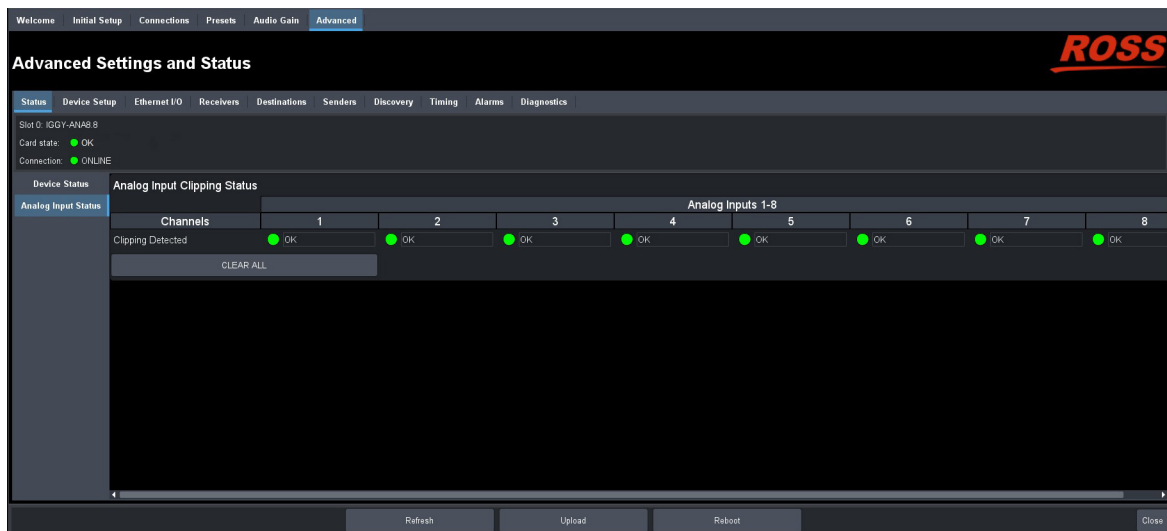 Welcome Initial Setup Connections Presets Audio Gain Advanced
ROSS
Advanced Settings and Status
Status Device Setup Ethernet I/O Receivers Destinations Senders Discovery Timing Alarms Diagnostics
Slot 0: IGGY-ANA8.8
Card state: OK
Connection: ONLINE
Device Status
Analog Input Status
Analog Input Clipping Status
Analog Inputs 1-8
Channels 1 2 3 4 5 6 7 8
Clipping Detected OK OK OK OK OK OK OK OK
CLEAR ALL
Refresh Upload Reboot Close